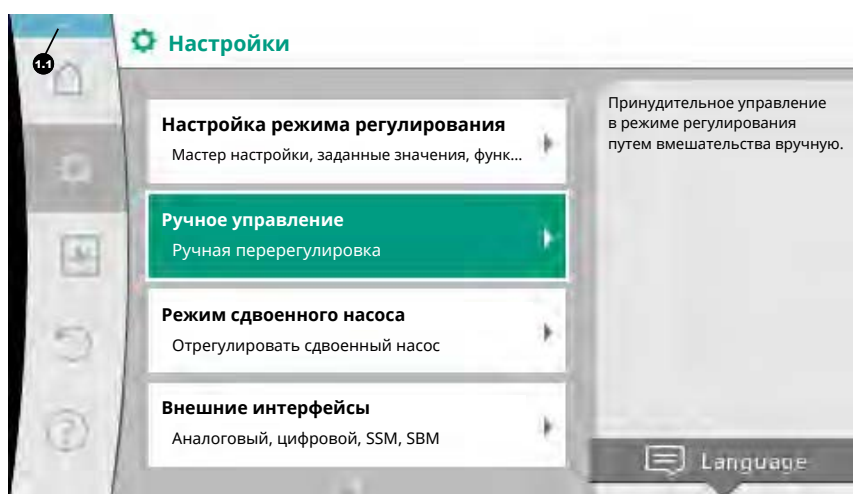 1.1
Настройки
Настройка режима регулирования
Мастер настройки, заданные значения, функ...
Ручное управление
Ручная перерегулировка
Режим сдвоенного насоса
Отрегулировать сдвоенный насос
Внешние интерфейсы
Аналоговый, цифровой, SSM, SBM
Принудительное управление
в режиме регулирования
путем вмешательства вручную.
Language